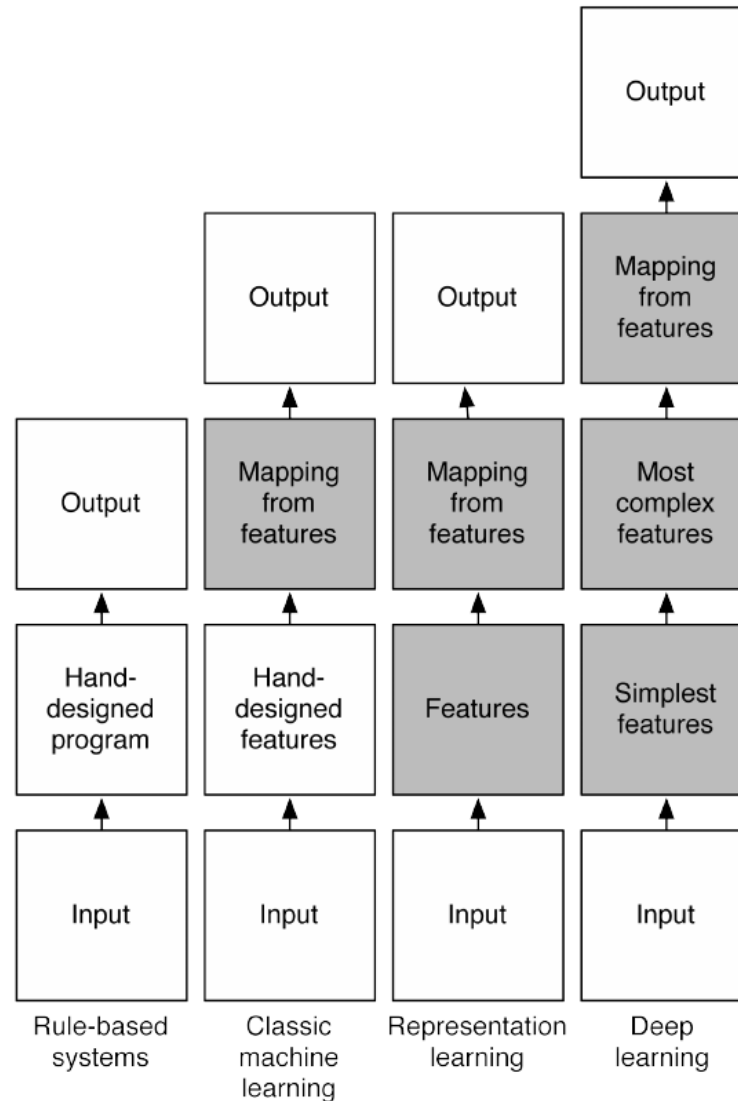 Output
Output
Output
Mapping
from
features
Output
Mapping
from
features
Mapping
from
features
Most
complex
features
Hand-
designed
program
Hand-
designed
features
Features
Simplest
features
Input
Input
Input
Input
Rule-based
systems
Classic
machine
learning
Representation
learning
Deep
learning